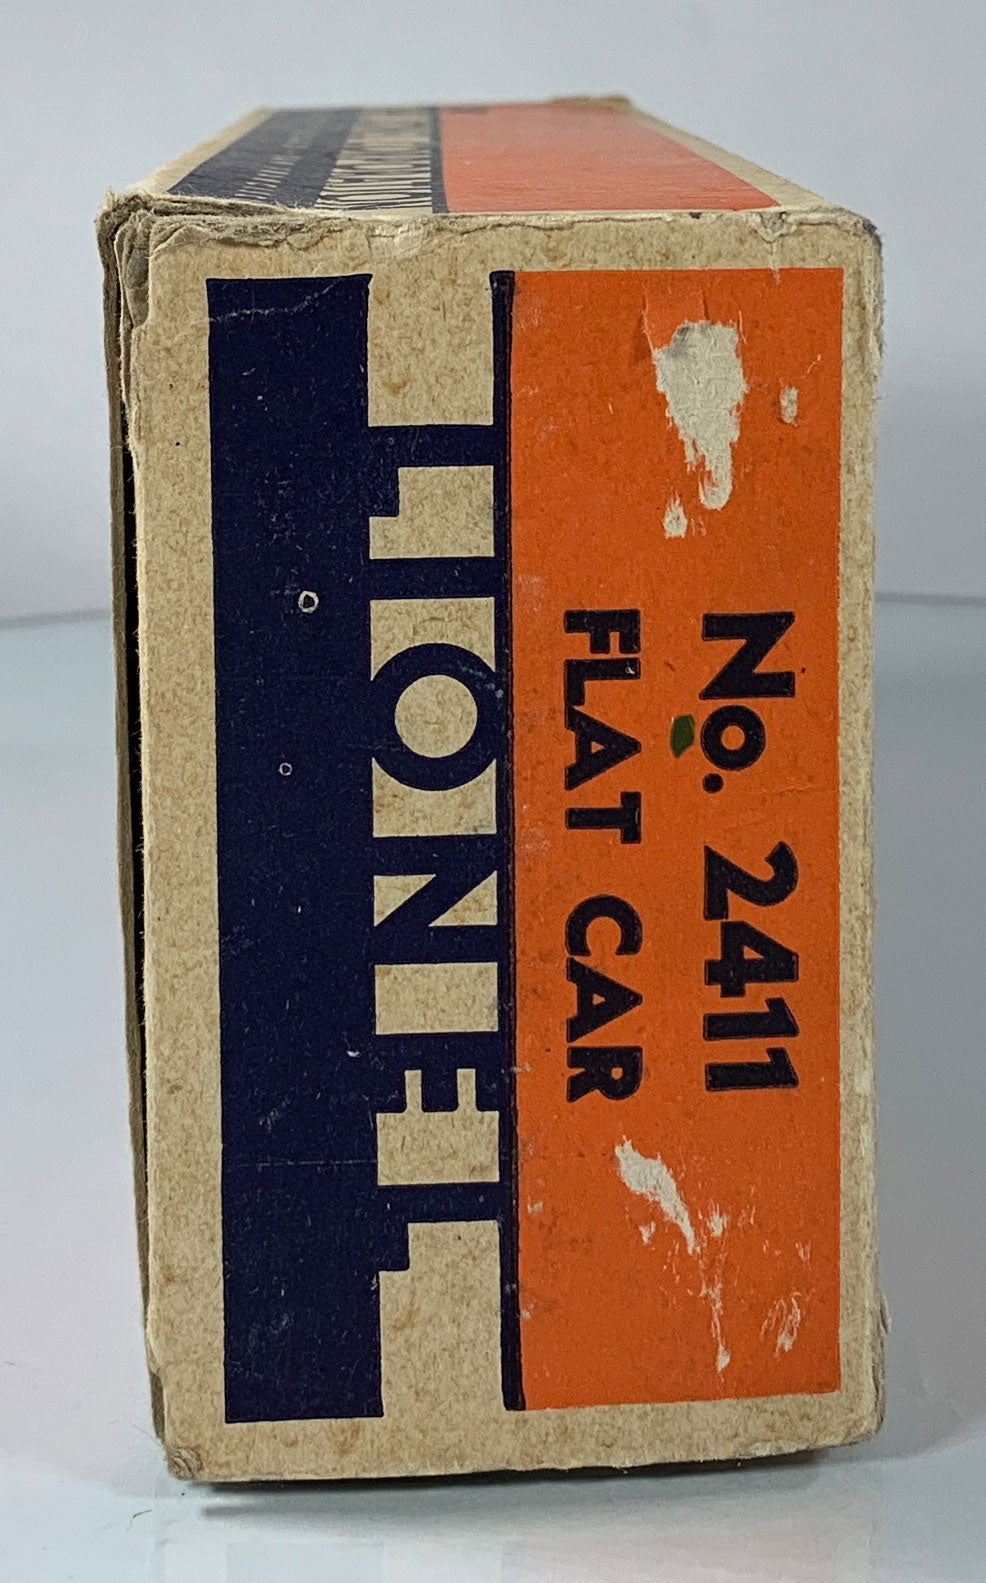 No. 2411
FLAT CAR
LIONEL